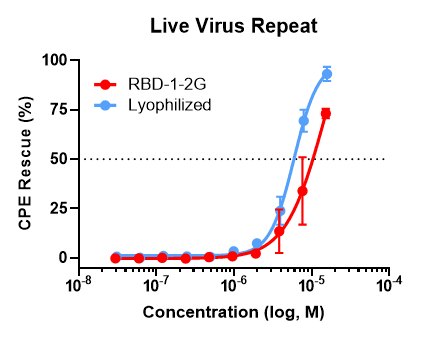 Live Virus Repeat
CPE Rescue (%)
100
75
50
25
0
RBD-1-2G
Lyophilized
10-8
10-7
10-6
10-5
10-4
Concentration (log, M)